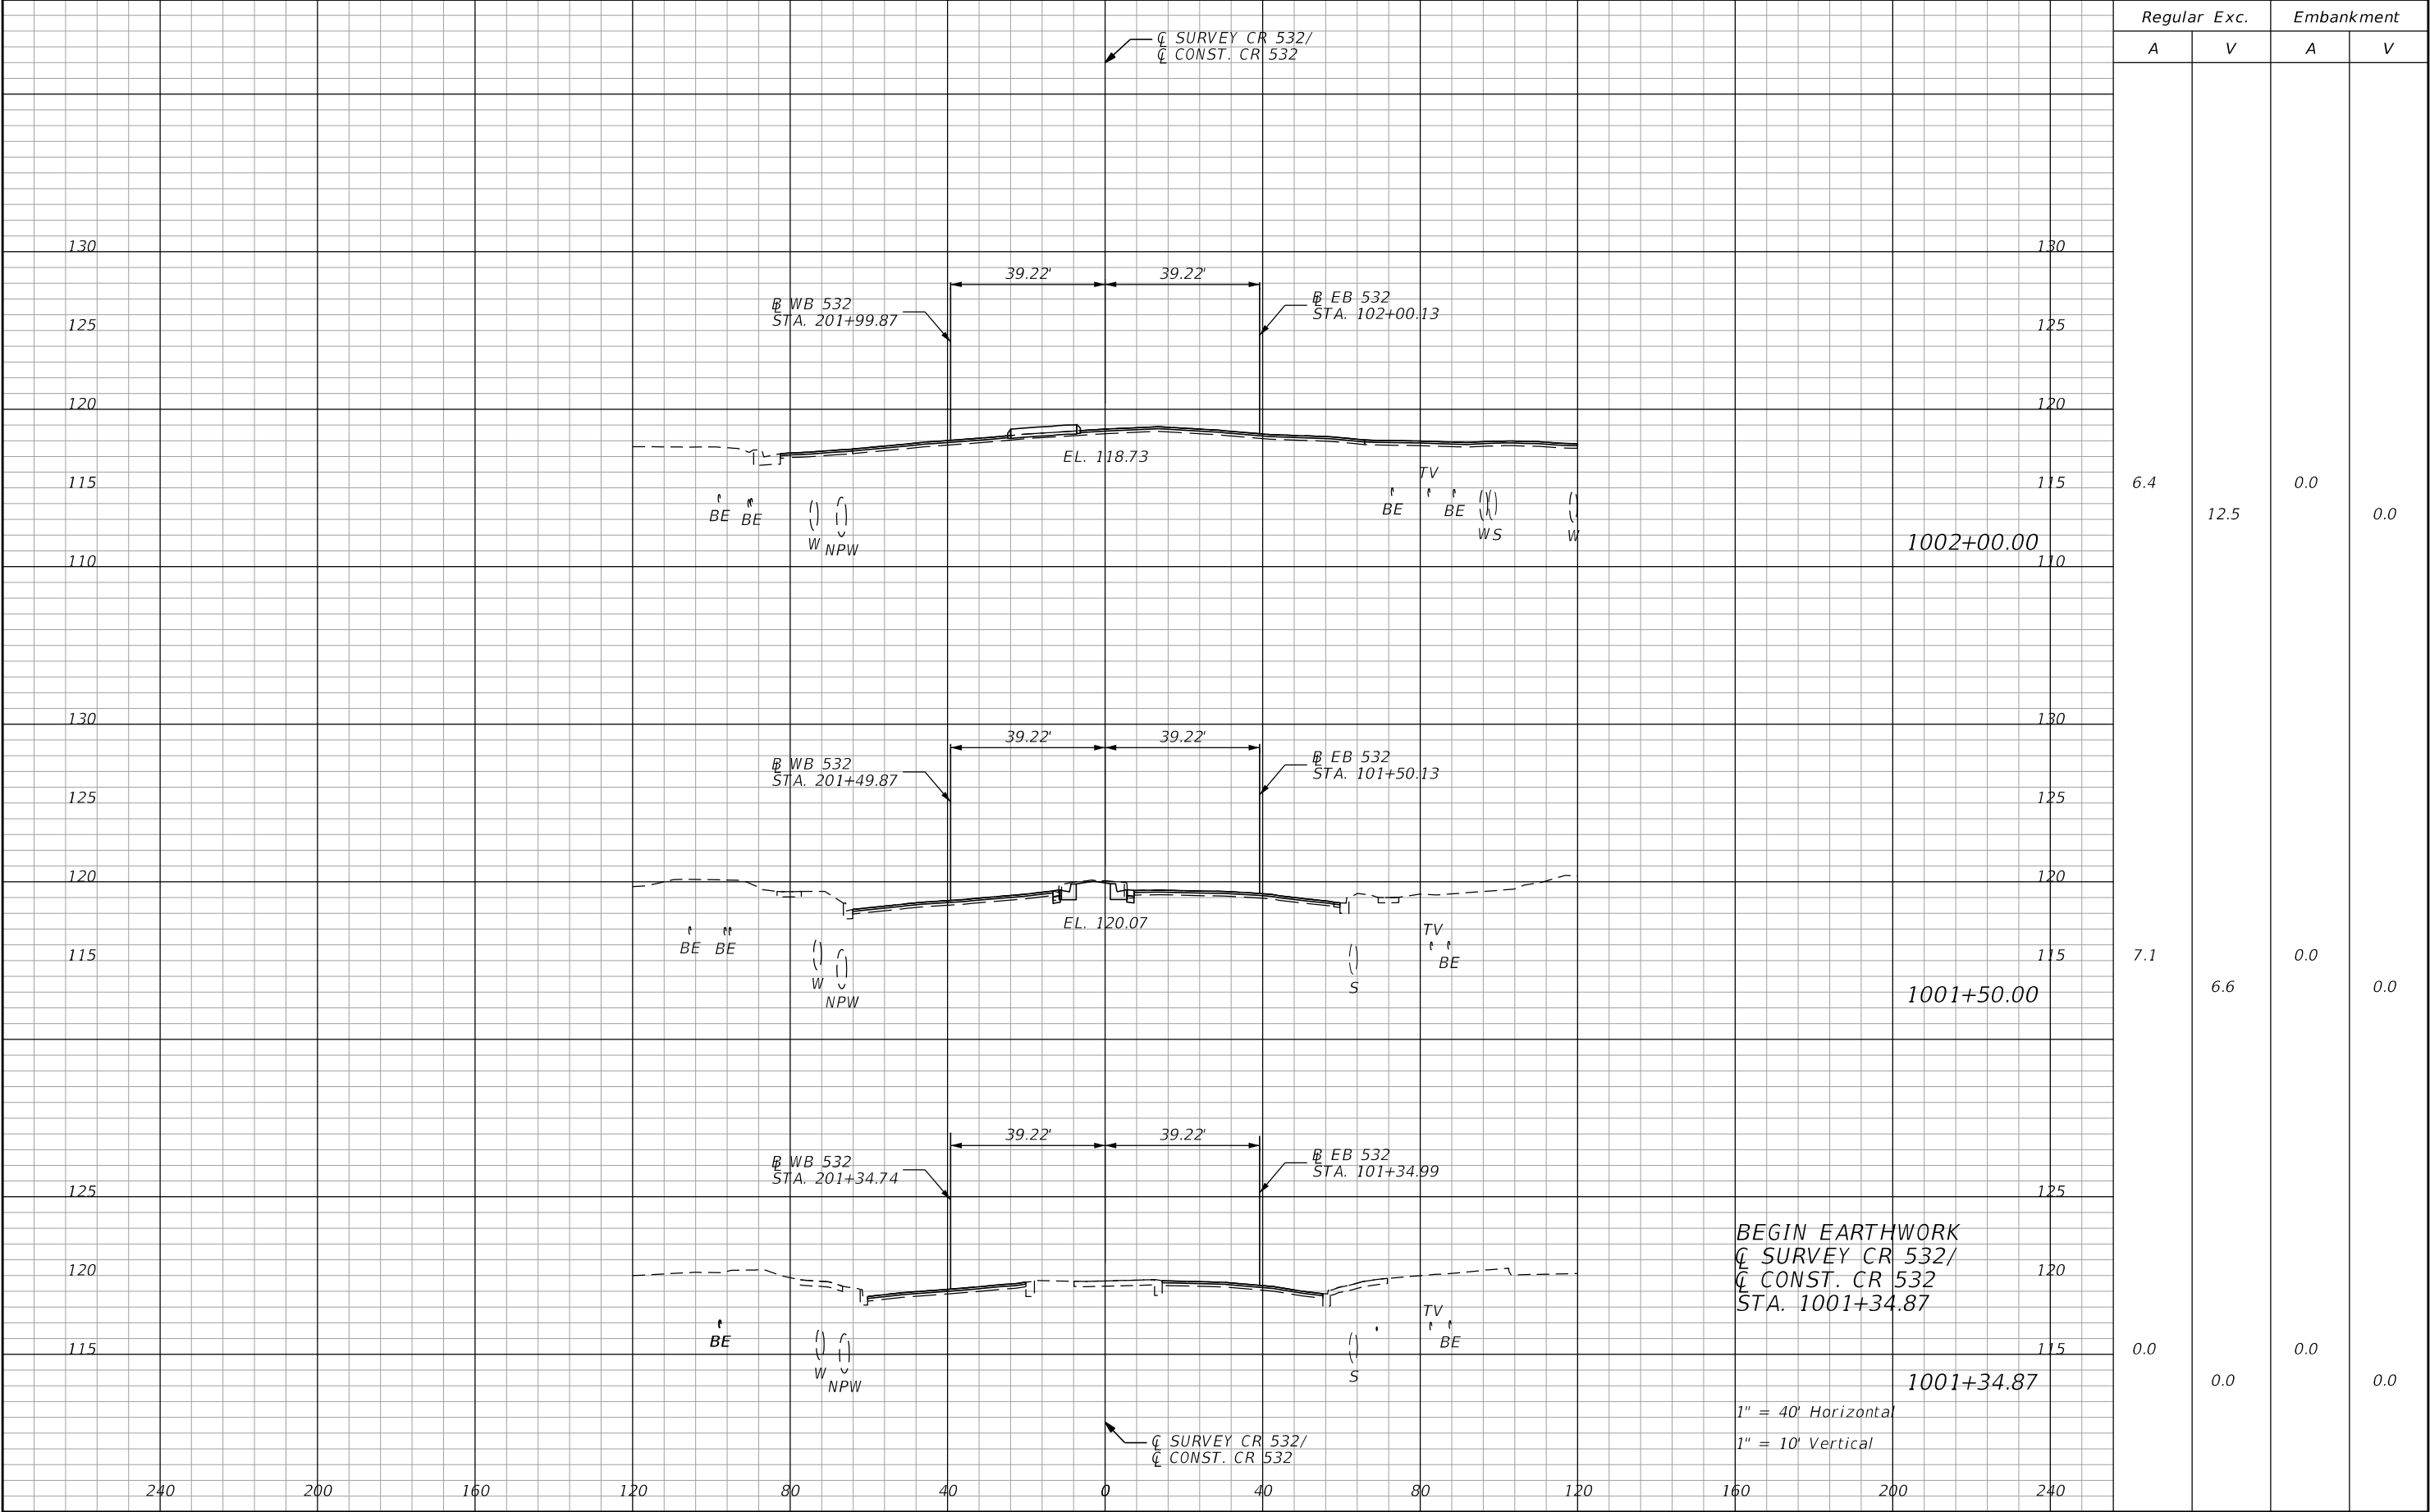 Regular Exc.
Embankment
A
V
A
V
℄ SURVEY CR 532/
℄ CONST. CR 532
130
130
39.22'
39.22'
BL WB 532
STA. 201+99.87
BL EB 532
STA. 102+00.13
125
125
120
120
EL. 118.73
115
TV
115
6.4
0.0
BE
BE
BE
BE
12.5
0.0
W
NPW
W
S
W
1002+00.00
110
110
130
130
39.22'
39.22'
BL WB 532
STA. 201+49.87
BL EB 532
STA. 101+50.13
125
125
120
120
EL. 120.07
TV
BE
BE
BE
115
115
7.1
0.0
W
NPW
S
6.6
0.0
1001+50.00
39.22'
39.22'
BL WB 532
STA. 201+34.74
BL EB 532
STA. 101+34.99
125
125
BEGIN EARTHWORK
℄ SURVEY CR 532/
℄ CONST. CR 532
STA. 1001+34.87
120
120
TV
BE
BE
115
115
0.0
0.0
W
NPW
S
0.0
0.0
1001+34.87
1" = 40' Horizontal
1" = 10' Vertical
℄ SURVEY CR 532/
℄ CONST. CR 532
240
200
160
120
80
40
0
40
80
120
160
200
240